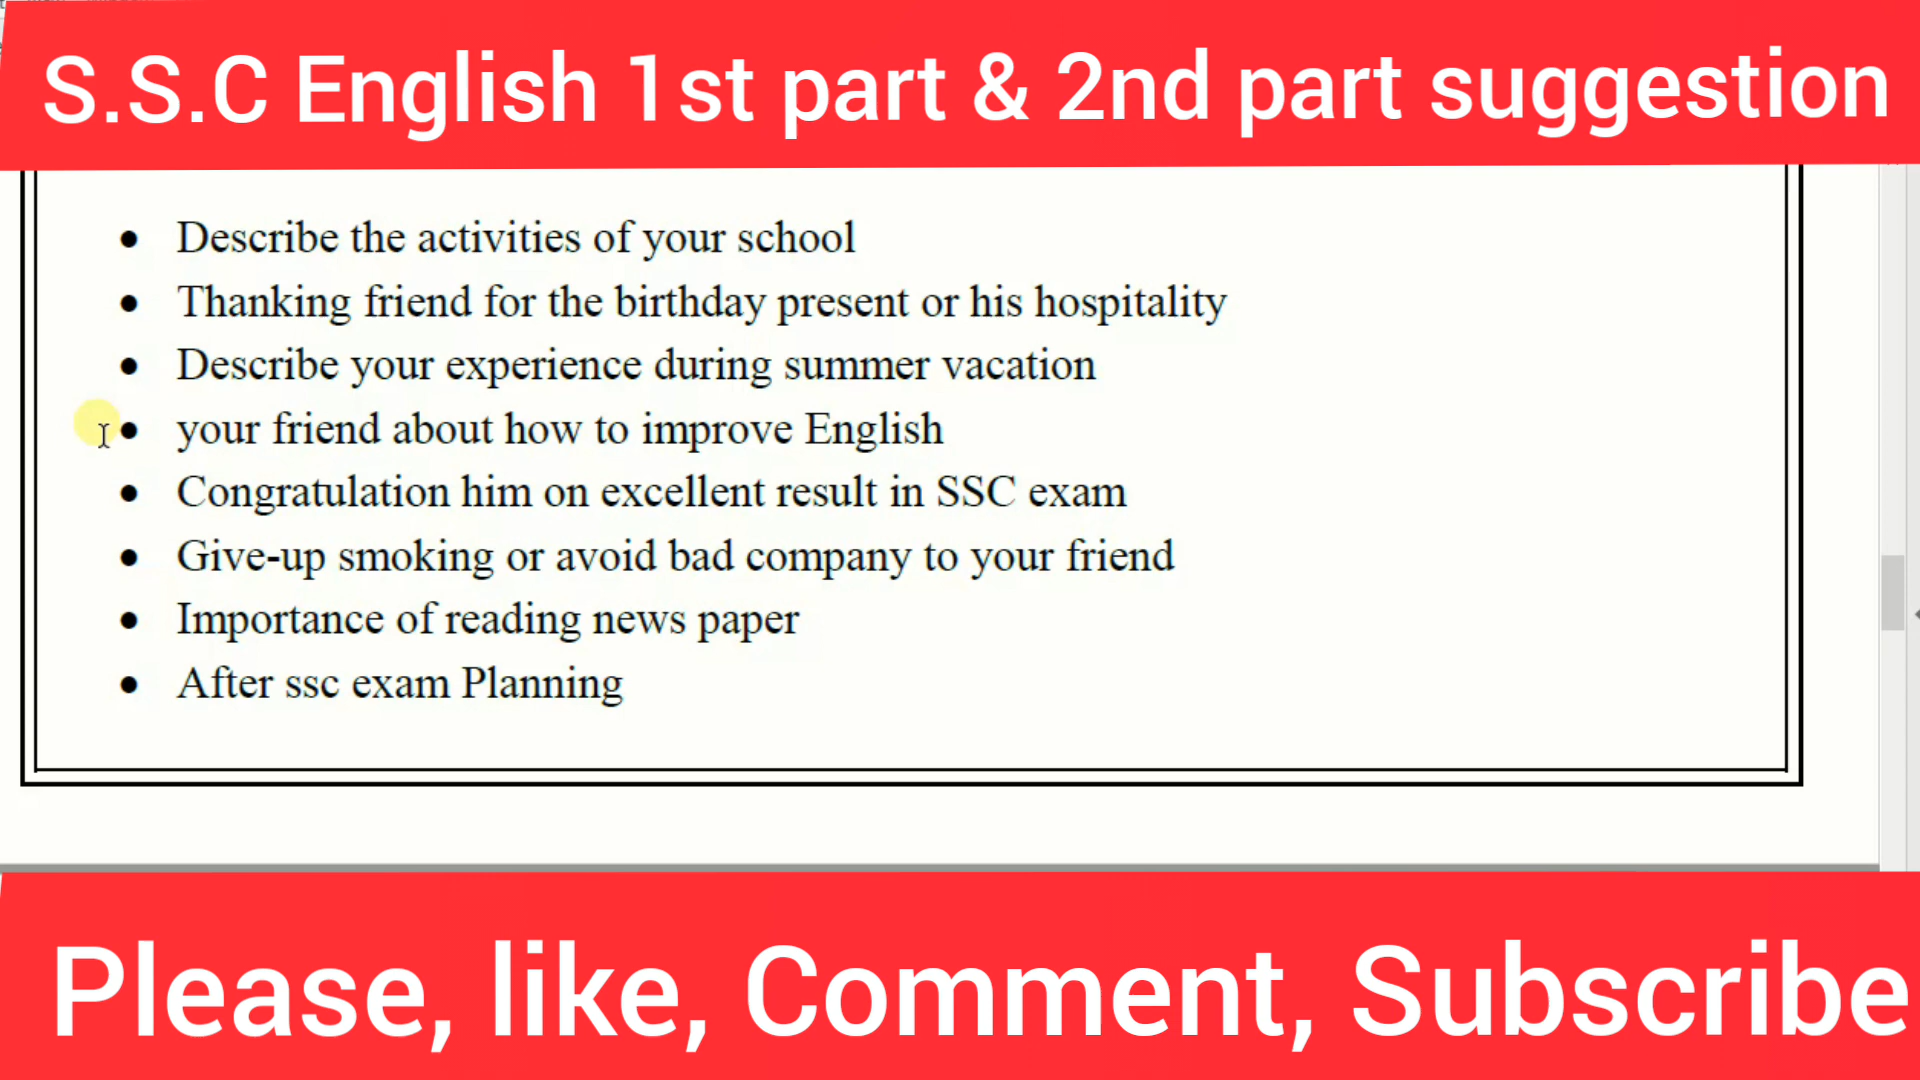 S.S.C English 1st part & 2nd part suggestion
• Describe the activities of your school
• Thanking friend for the birthday present or his hospitality
• Describe your experience during summer vacation
• your friend about how to improve English
• Congratulation him on excellent result in SSC exam
• Give-up smoking or avoid bad company to your friend
• Importance of reading news paper
• After ssc exam Planning
Please, like, Comment, Subscribe